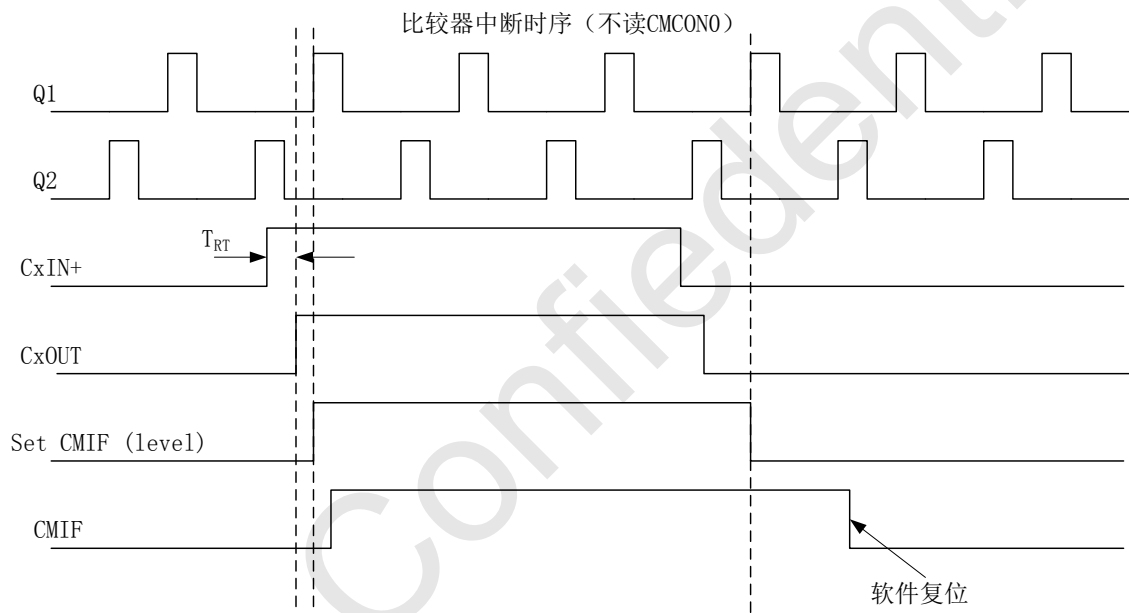 比较器中断时序（不读CMCON0）
Q1
Q2
TRT
CxIN+
CxOUT
Set CMIF (level)
CMIF
软件复位
Confidenti